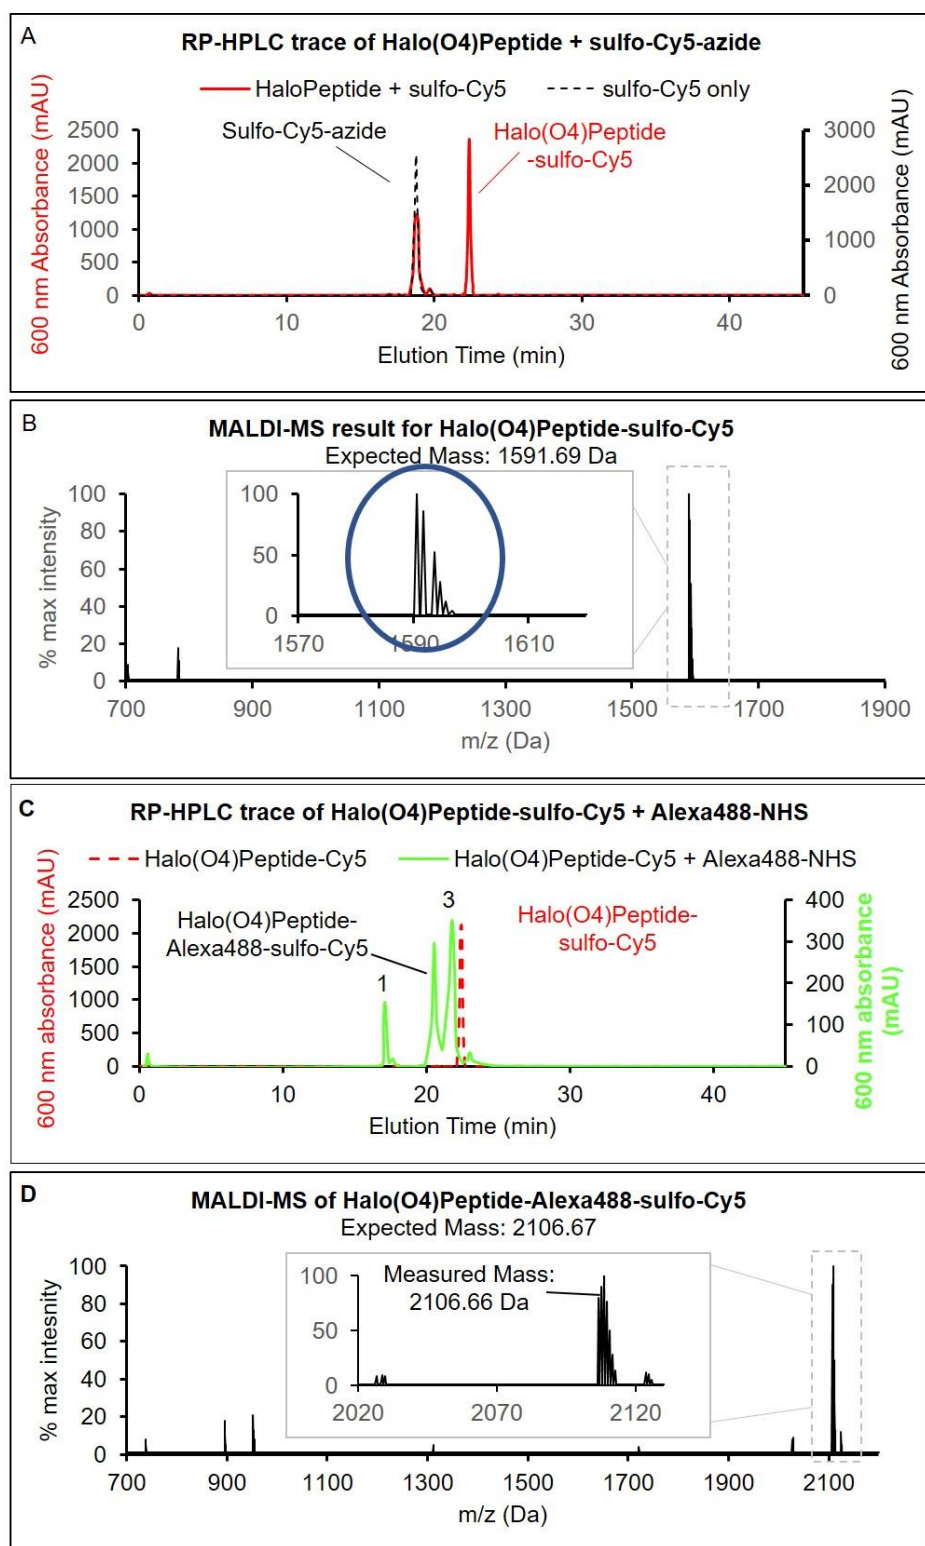 A
RP-HPLC trace of Halo(O4)Peptide + sulfo-Cy5-azide
HaloPeptide + sulfo-Cy5
sulfo-Cy5 only
600 nm Absorbance (mAU)
2500
2000
1500
1000
500
0
Sulfo-Cy5-azide
Halo(O4)Peptide
-sulfo-Cy5
3000
2000
1000
0
600 nm Absorbance (mAU)
0 10 20 30 40
Elution Time (min)
B
MALDI-MS result for Halo(O4)Peptide-sulfo-Cy5
Expected Mass: 1591.69 Da
% max intensity
100
80
60
40
20
0
100
50
0
1570 1590 1610
700 900 1100 1300 1500 1700 1900
m/z (Da)
C
RP-HPLC trace of Halo(O4)Peptide-sulfo-Cy5 + Alexa488-NHS
Halo(O4)Peptide-Cy5
Halo(O4)Peptide-Cy5 + Alexa488-NHS
600 nm absorbance (mAU)
2500
2000
1500
1000
500
0
Halo(O4)Peptide-
Alexa488-sulfo-Cy5
1
3
Halo(O4)Peptide-
sulfo-Cy5
400
300
200
100
0
600 nm absorbance
(mAU)
0 10 20 30 40
Elution Time (min)
D
MALDI-MS of Halo(O4)Peptide-Alexa488-sulfo-Cy5
Expected Mass: 2106.67
% max intesnity
100
80
60
40
20
0
100
50
0
Measured Mass:
2106.66 Da
2020 2070 2120
700 900 1100 1300 1500 1700 1900 2100
m/z (Da)